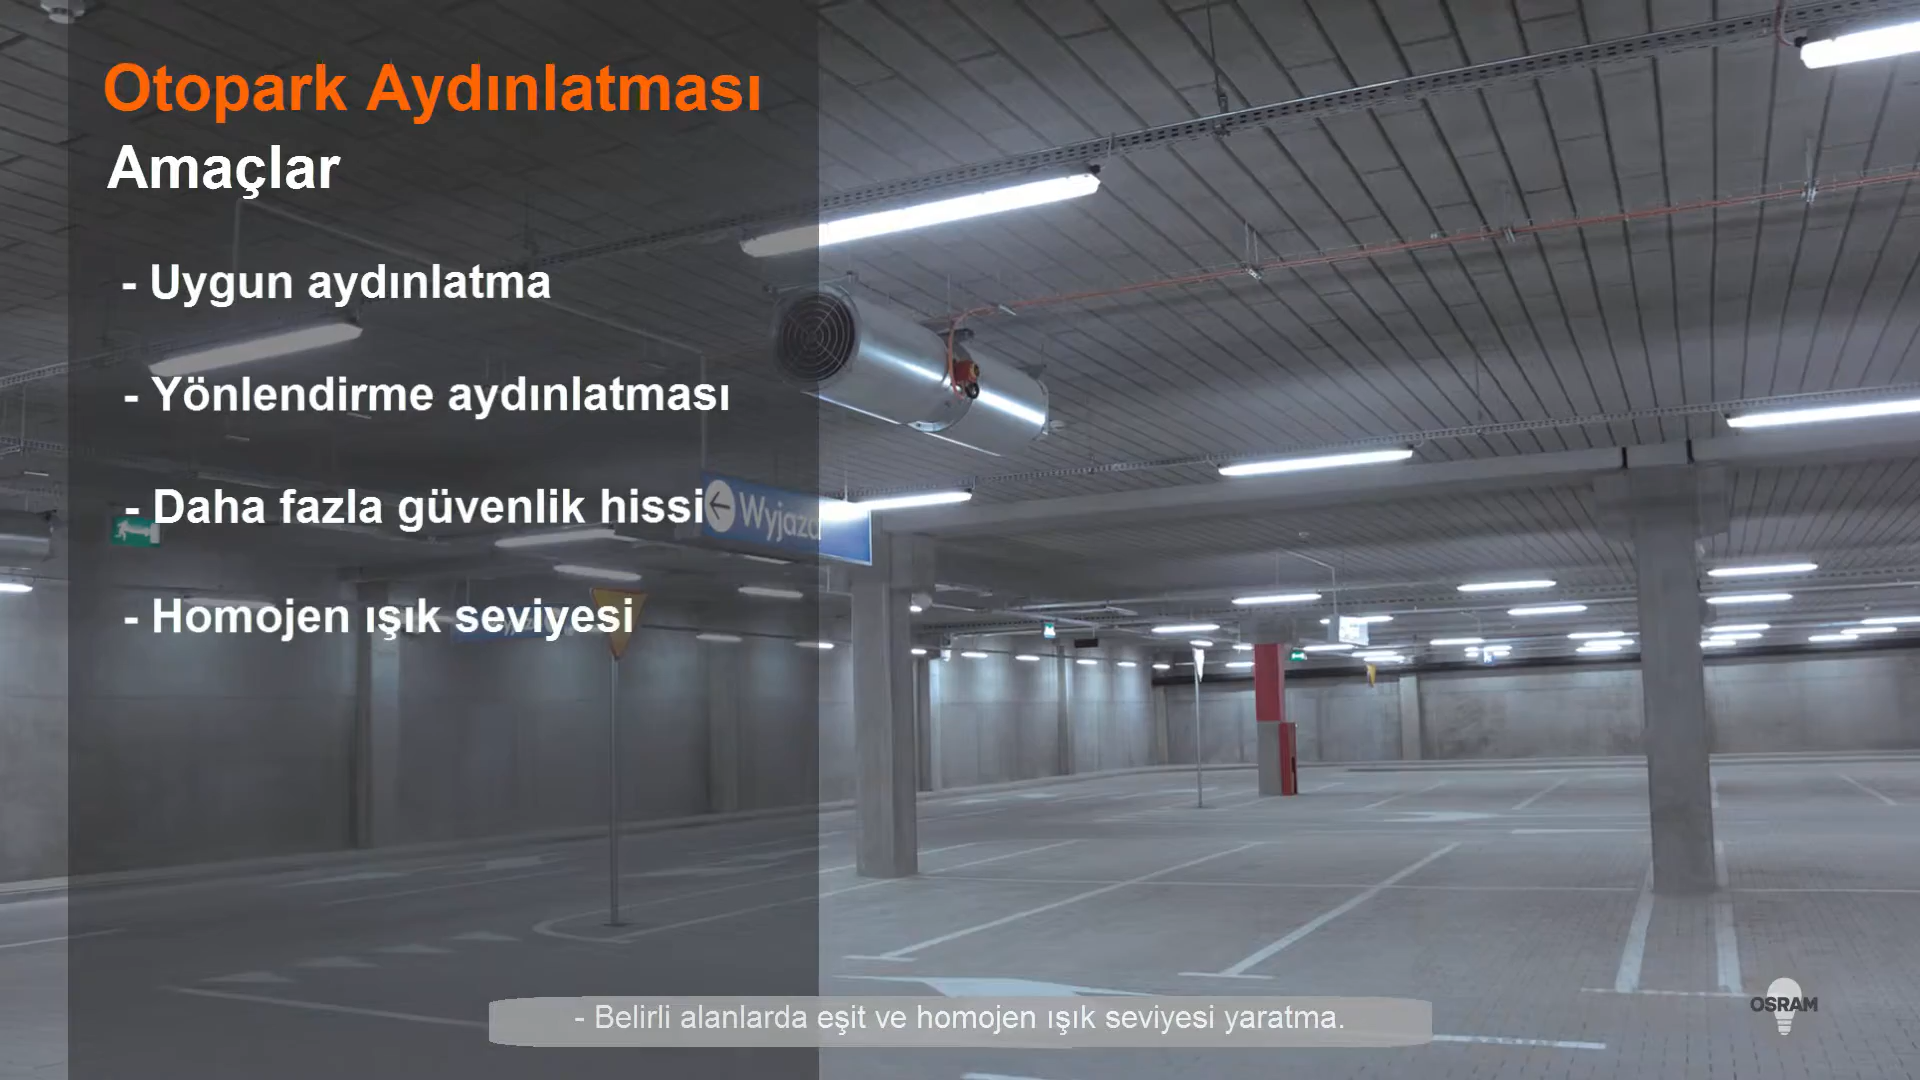 Otopark Aydınlatması
Amaçlar
- Uygun aydınlatma
- Yönlendirme aydınlatması
- Daha fazla güvenlik hissi
Wyjazd
- Homojen ışık seviyesi
- Belirli alanlarda eşit ve homojen ışık seviyesi yaratma.
OSRAM